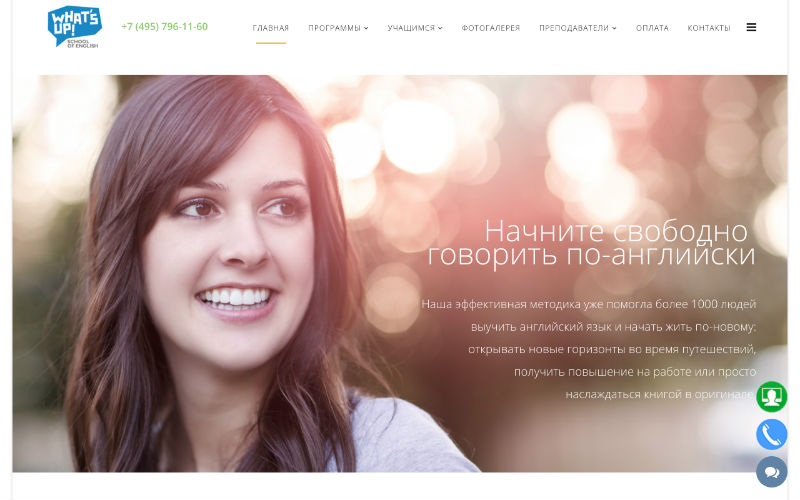 WHAT'S
UP!
SCHOOL
OF ENGLISH
+7 (495) 796-11-60
ГЛАВНАЯ
ПРОГРАММЫ
УЧАЩИМСЯ
ФОТОГАЛЕРЕЯ
ПРЕПОДАВАТЕЛИ
ОПЛАТА
КОНТАКТЫ
Начните свободно
говорить по-английски
Наша эффективная методика уже помогла более 1000 людей
выучить английский язык и начать жить по-новому:
открывать новые горизонты во время путешествий,
получить повышение на работе или просто
наслаждаться книгой в оригинале.